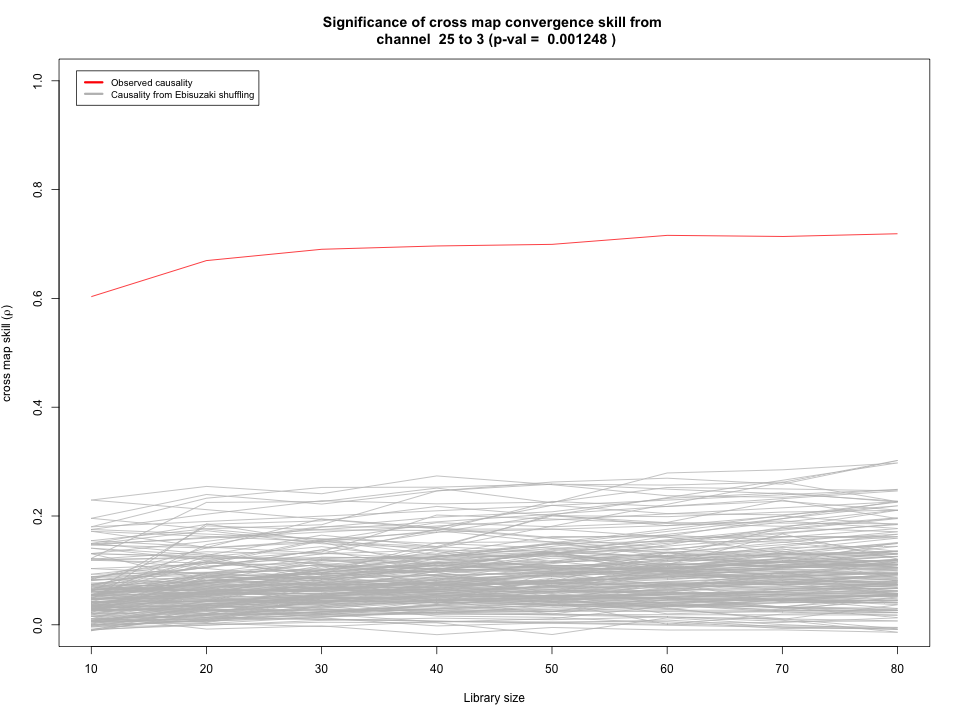 Significance of cross map convergence skill from
channel  25 to 3 (p-val =  0.001248 )
Observed causality
Causality from Ebisuzaki shuffling
cross map skill (ρ)
1.0
0.8
0.6
0.4
0.2
0.0
10 20 30 40 50 60 70 80
Library size